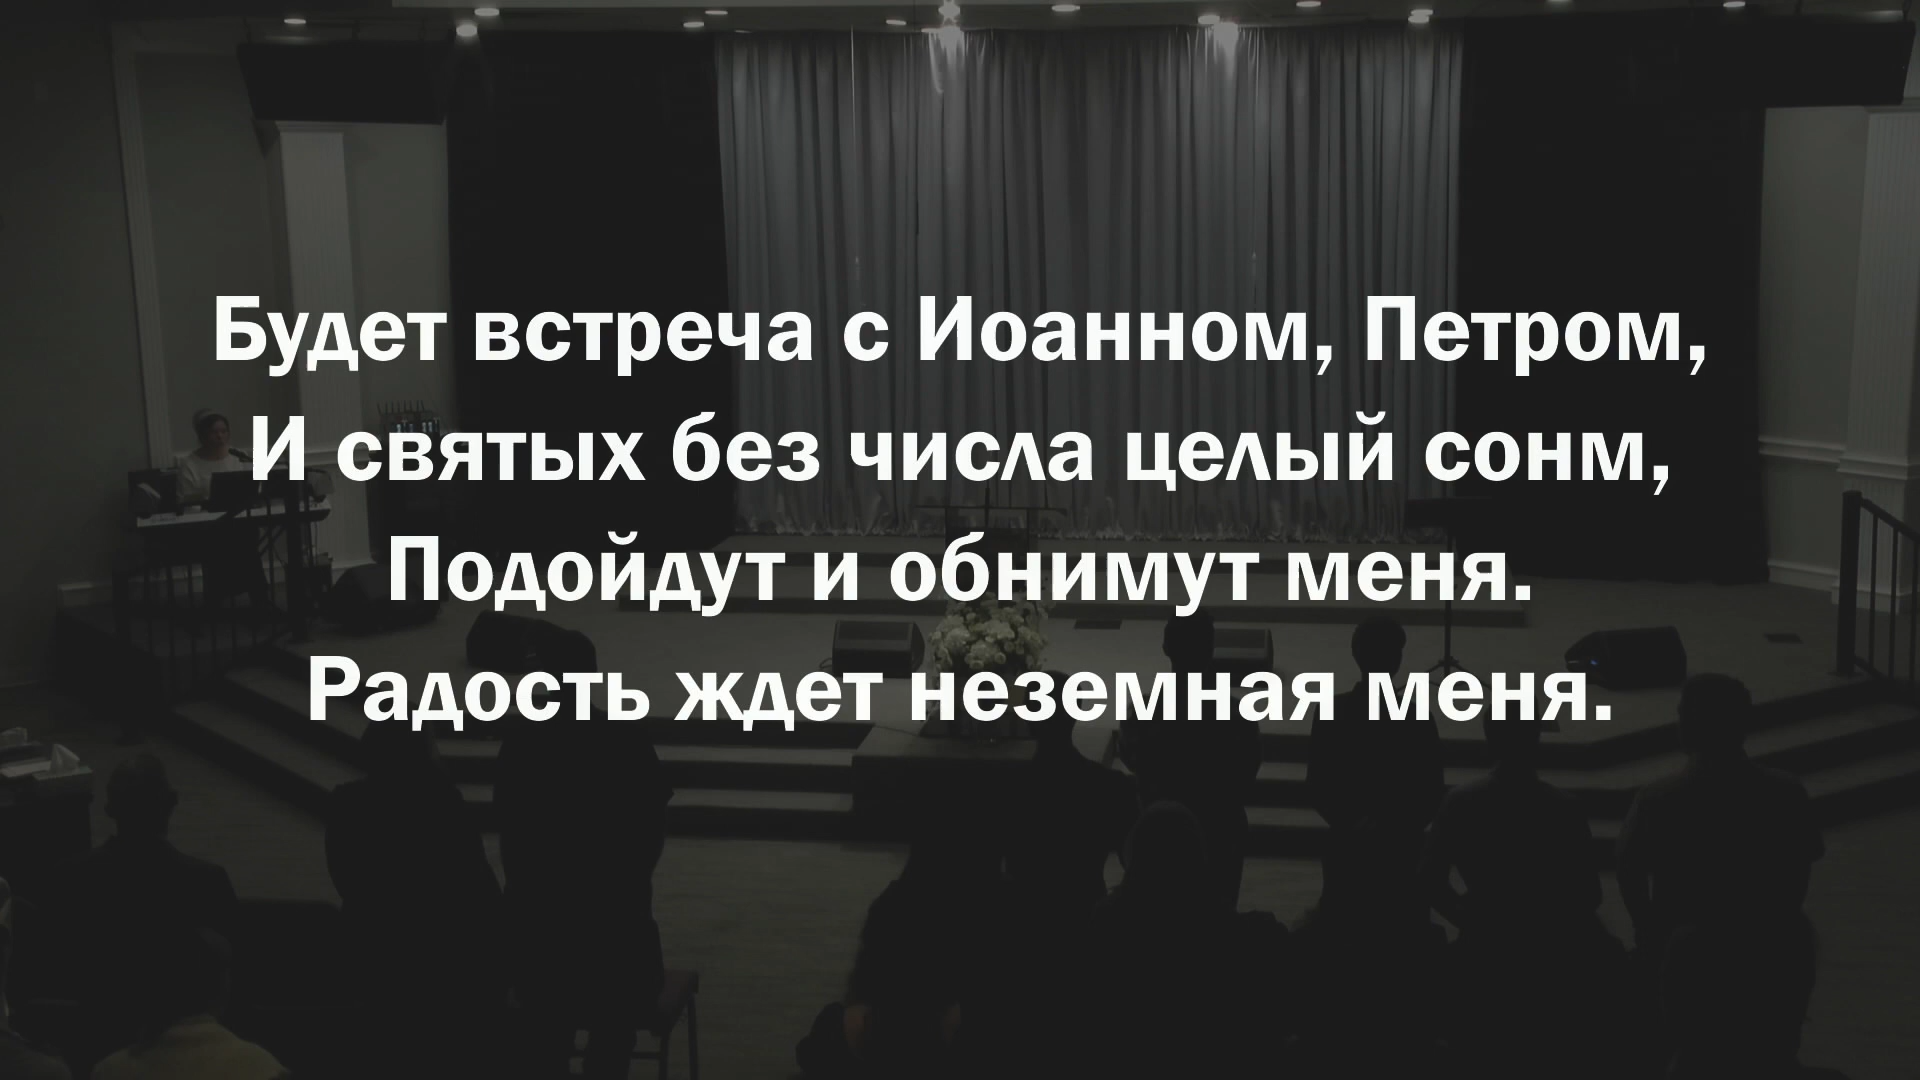 Будет встреча с Иоанном, Петром,
И святых без числа целый сонм,
Подойдут и обнимут меня.
Радость ждет неземная меня.